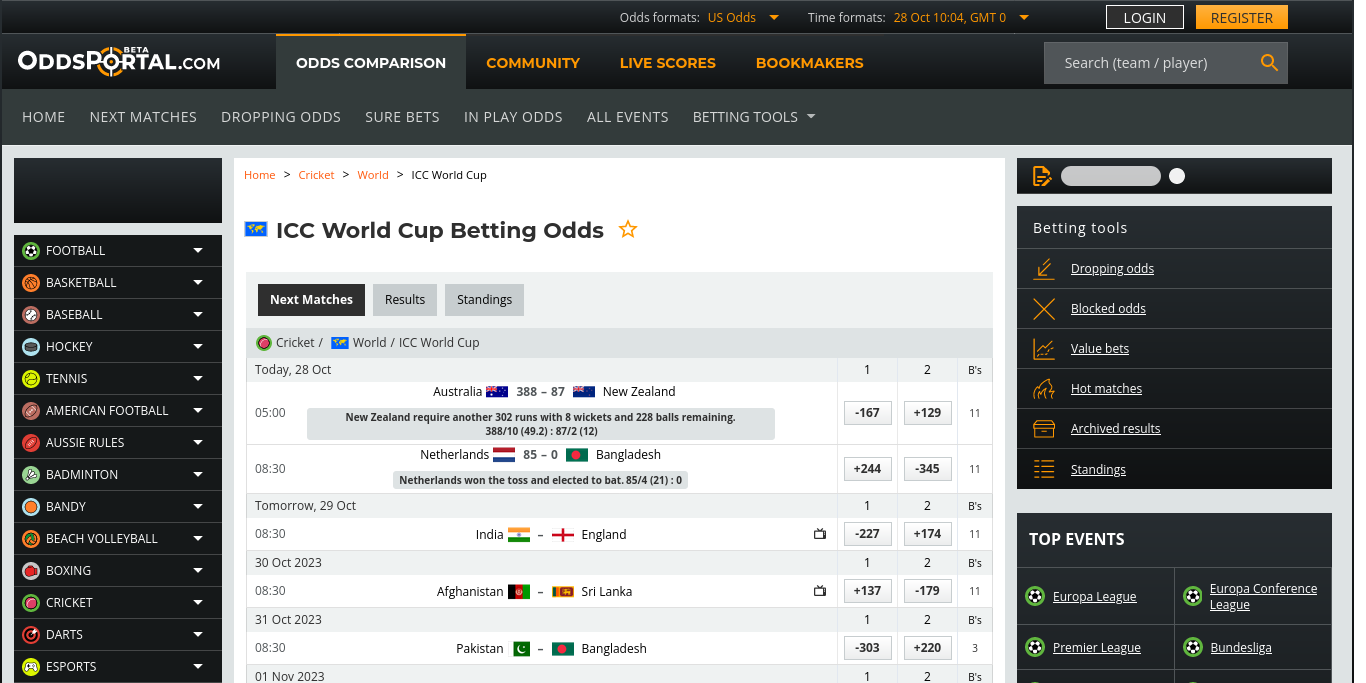 Odds formats: US Odds
Time formats: 28 Oct 10:04, GMT 0
LOGIN
REGISTER
ODDSPORTAL.COM
BETA
ODDS COMPARISON
COMMUNITY
LIVE SCORES
BOOKMAKERS
Search (team / player)
HOME
NEXT MATCHES
DROPPING ODDS
SURE BETS
IN PLAY ODDS
ALL EVENTS
BETTING TOOLS
FOOTBALL
BASKETBALL
BASEBALL
HOCKEY
TENNIS
AMERICAN FOOTBALL
AUSSIE RULES
BADMINTON
BANDY
BEACH VOLLEYBALL
BOXING
CRICKET
DARTS
ESPORTS
Home > Cricket > World > ICC World Cup
ICC World Cup Betting Odds
Next Matches
Results
Standings
Cricket / World / ICC World Cup
Today, 28 Oct 1 2 B's
05:00 Australia 388 – 87 New Zealand -167 +129 11
New Zealand require another 302 runs with 8 wickets and 228 balls remaining.
388/10 (49.2) : 87/2 (12)
08:30 Netherlands 85 – 0 Bangladesh +244 -345 11
Netherlands won the toss and elected to bat. 85/4 (21) : 0
Tomorrow, 29 Oct 1 2 B's
08:30 India – England -227 +174 11
30 Oct 2023 1 2 B's
08:30 Afghanistan – Sri Lanka +137 -179 11
31 Oct 2023 1 2 B's
08:30 Pakistan – Bangladesh -303 +220 3
01 Nov 2023 1 2 B's
Betting tools
Dropping odds
Blocked odds
Value bets
Hot matches
Archived results
Standings
TOP EVENTS
Europa League
Europa Conference
League
Premier League
Bundesliga